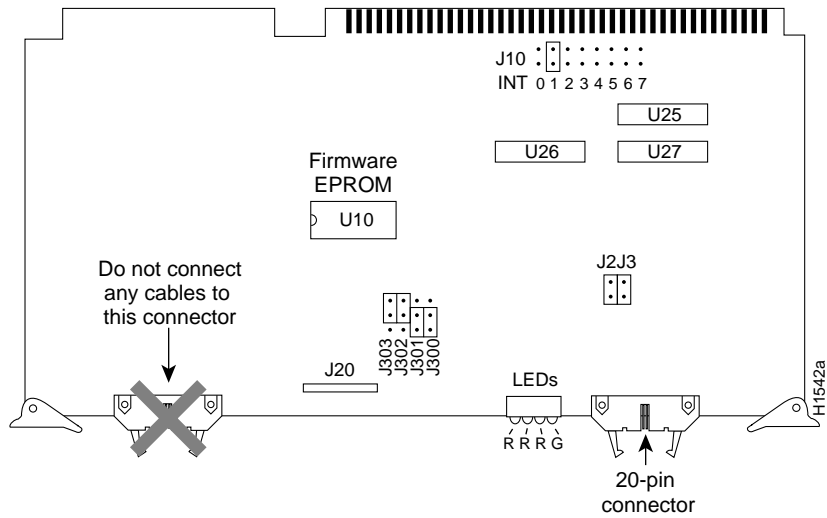 J10
INT 0 1 2 3 4 5 6 7
U25
U26
U27
Firmware
EPROM
U10
Do not connect
any cables to
this connector
J2J3
J303
J302
J301
J300
J20
LEDs
R R R G
20-pin
connector
H1542a